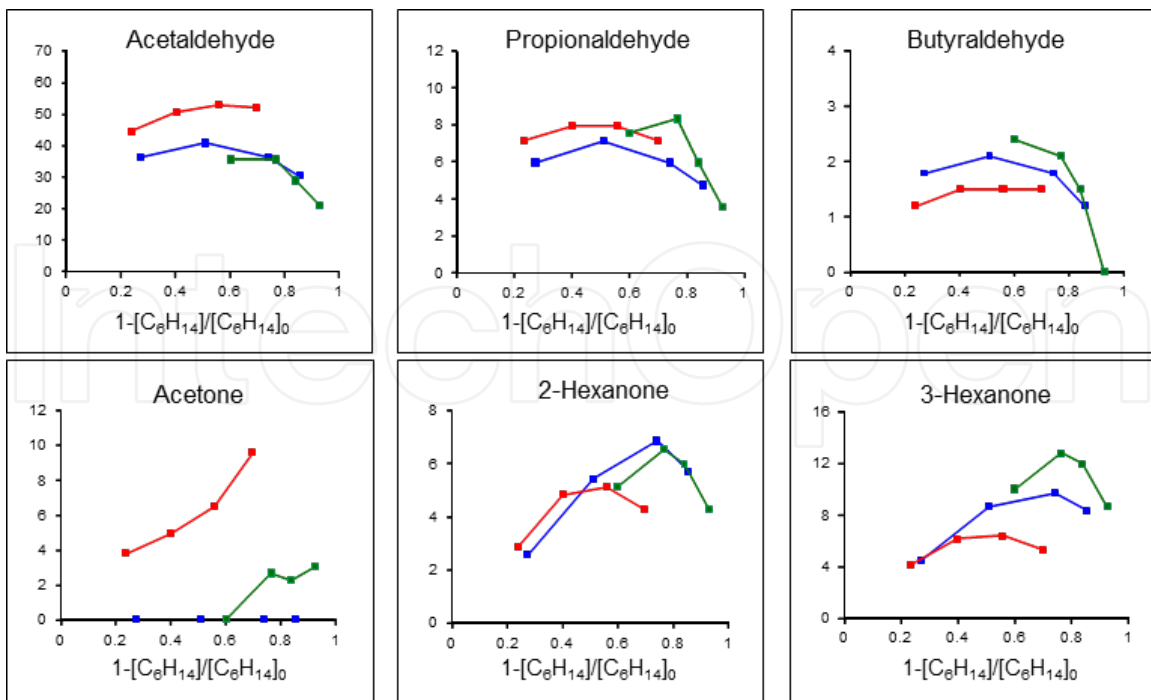 Acetaldehyde
70
60
50
40
30
20
10
0
0 0.2 0.4 0.6 0.8 1
1-[C₆H₁₄]/[C₆H₁₄]₀
Propionaldehyde
12
10
8
6
4
2
0
0 0.2 0.4 0.6 0.8 1
1-[C₆H₁₄]/[C₆H₁₄]₀
Butyraldehyde
4
3
2
1
0
0 0.2 0.4 0.6 0.8 1
1-[C₆H₁₄]/[C₆H₁₄]₀
Acetone
12
10
8
6
4
2
0
0 0.2 0.4 0.6 0.8 1
1-[C₆H₁₄]/[C₆H₁₄]₀
2-Hexanone
8
6
4
2
0
0 0.2 0.4 0.6 0.8 1
1-[C₆H₁₄]/[C₆H₁₄]₀
3-Hexanone
16
12
8
4
0
0 0.2 0.4 0.6 0.8 1
1-[C₆H₁₄]/[C₆H₁₄]₀
IntechOpen